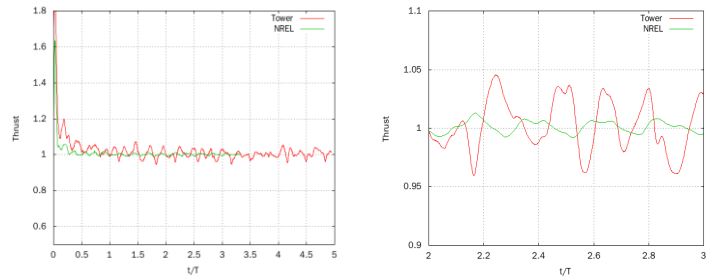 1.8
1.6
1.4
1.2
1.0
0.8
0.6
Thrust
0 0.5 1 1.5 2 2.5 3 3.5 4 4.5 5
t/T
Tower
NREL
1.1
1.05
1
0.95
0.9
Thrust
2 2.2 2.4 2.6 2.8 3
t/T
Tower
NREL